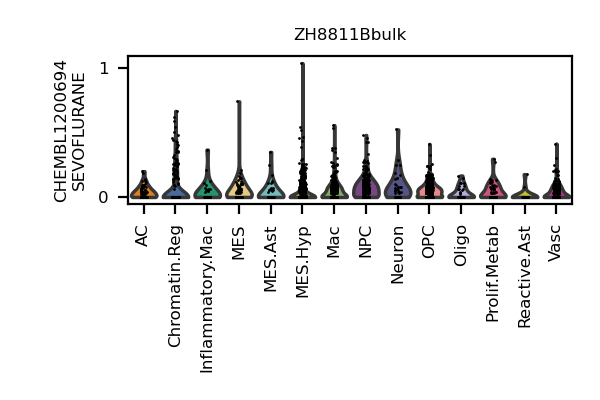 ZH8811Bbulk
CHEMBL1200694
SEVOFLURANE
1
0
AC
Chromatin.Reg
Inflammatory.Mac
MES
MES.Ast
MES.Hyp
Mac
NPC
Neuron
OPC
Oligo
Prolif.Metab
Reactive.Ast
Vasc